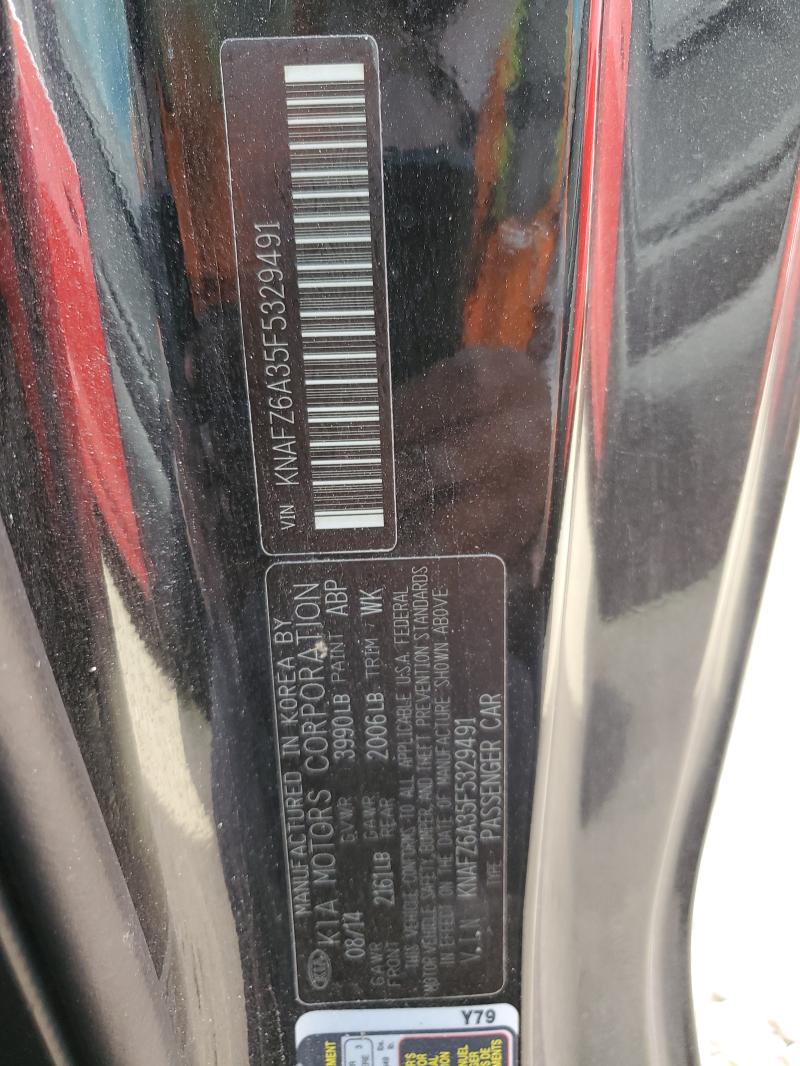 VIN KNAFZ6A35F5329491
MANUFACTURED IN KOREA BY
KIA KIA MOTORS CORPORATION
08/14 GVWR 3990LB PAINT ABP
GAWR FRONT 2161LB GAWR REAR 2006LB TRIM WK
THIS VEHICLE CONFORMS TO ALL APPLICABLE U.S.A. FEDERAL
MOTOR VEHICLE SAFETY, BUMPER, AND THEFT PREVENTION STANDARDS
IN EFFECT ON THE DATE OF MANUFACTURE SHOWN ABOVE
V.I.N KNAFZ6A35F5329491
TYPE PASSENGER CAR
Y79